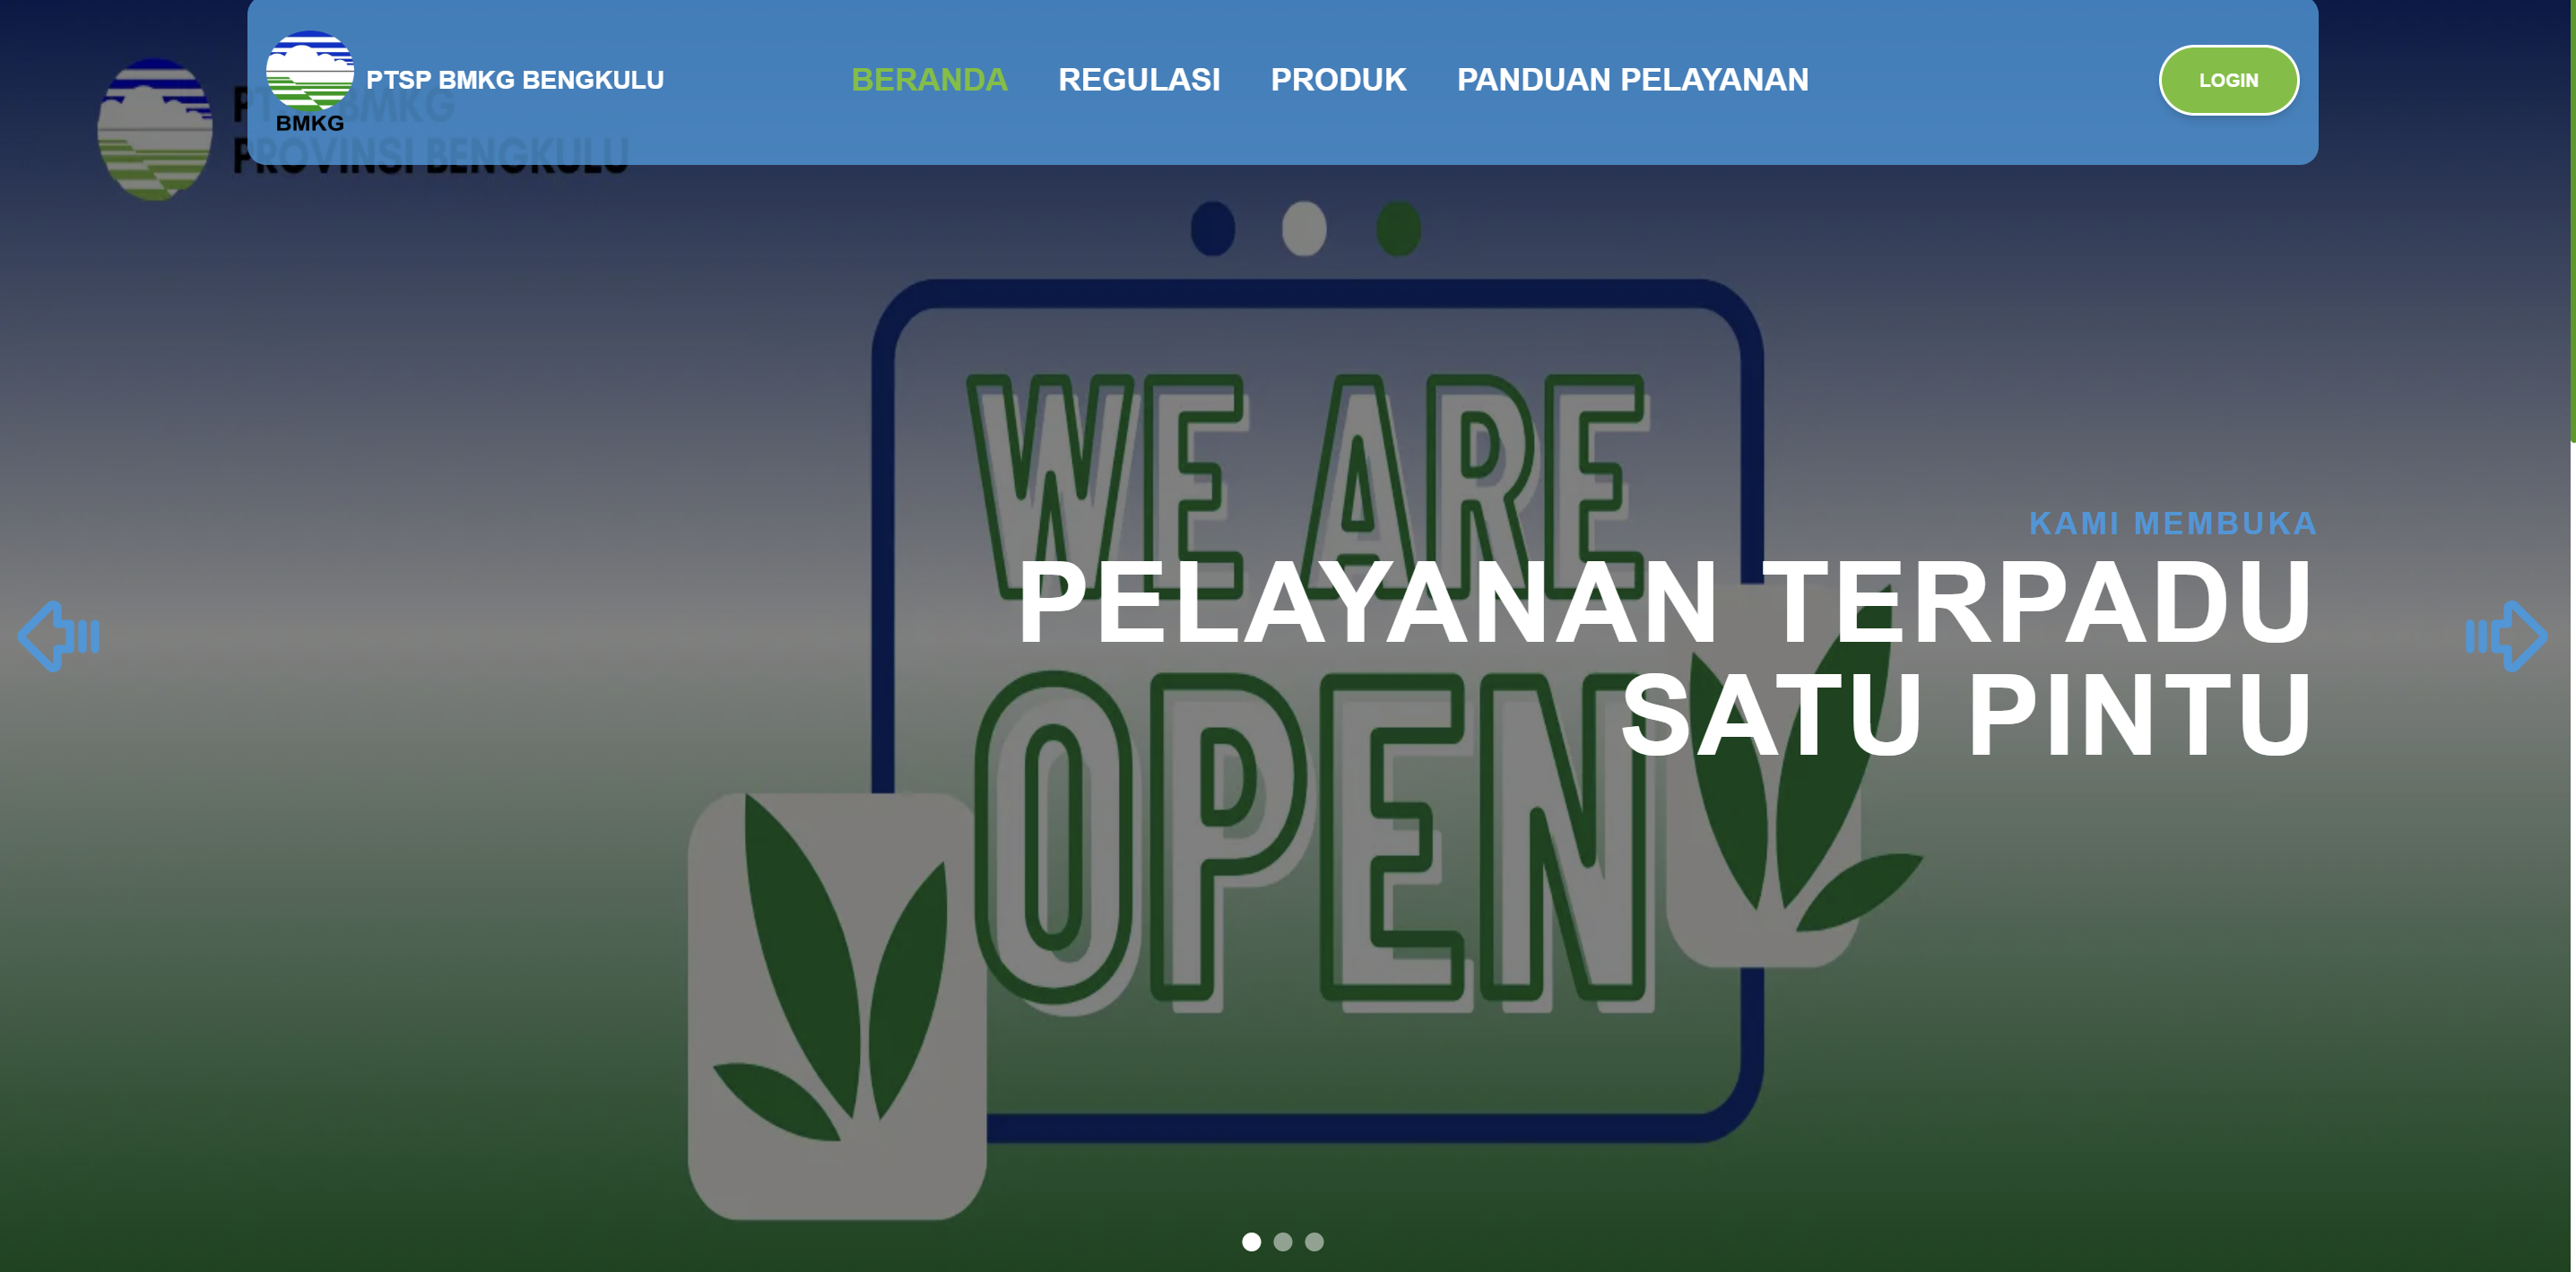 BMKG
PTSP BMKG BENGKULU
BERANDA
REGULASI
PRODUK
PANDUAN PELAYANAN
LOGIN
PTSP BMKG
PROVINSI BENGKULU
WE ARE
OPEN
KAMI MEMBUKA
PELAYANAN TERPADU
SATU PINTU